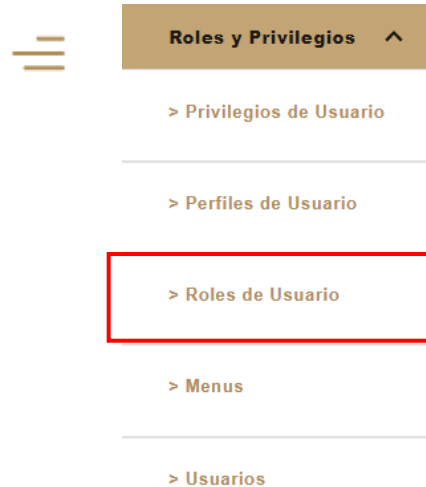 Roles y Privilegios
> Privilegios de Usuario
> Perfiles de Usuario
> Roles de Usuario
> Menus
> Usuarios